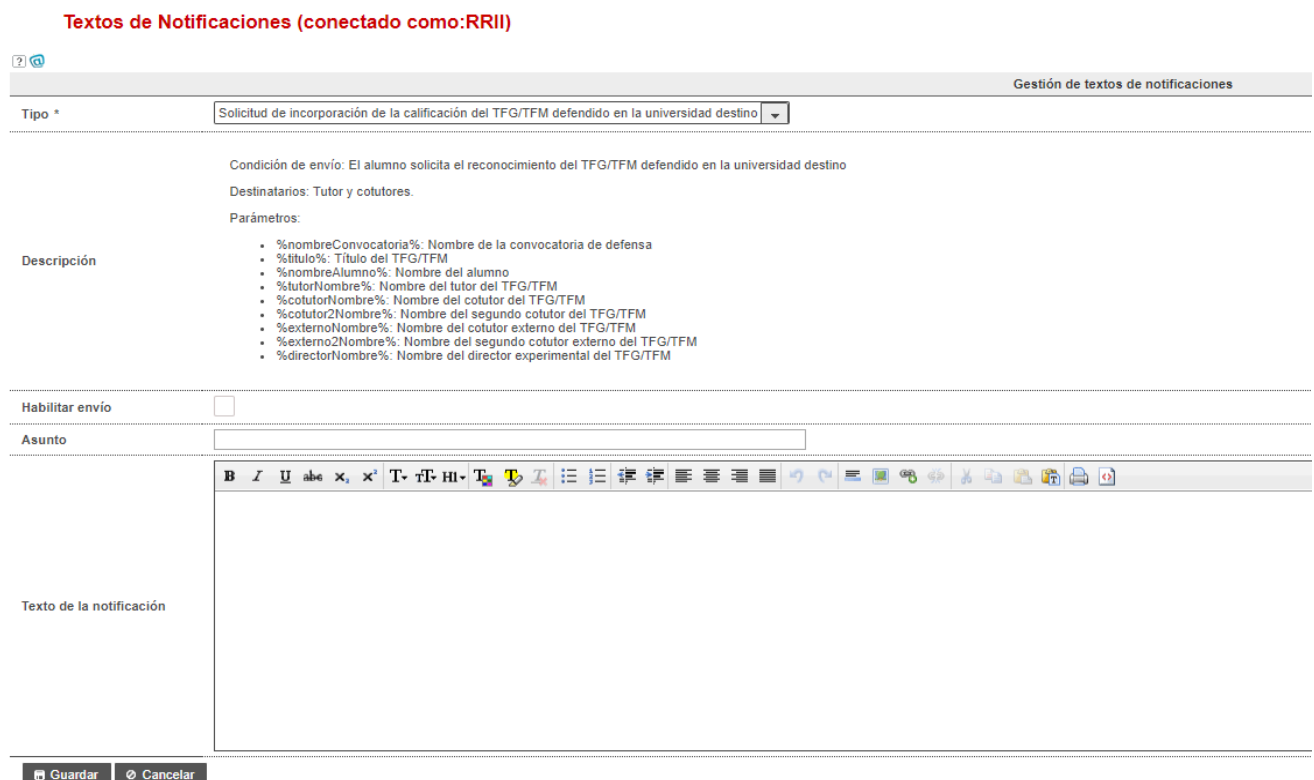 Textos de Notificaciones (conectado como:RRII)
?
Gestión de textos de notificaciones
Tipo *
Solicitud de incorporación de la calificación del TFG/TFM defendido en la universidad destino
Condición de envío: El alumno solicita el reconocimiento del TFG/TFM defendido en la universidad destino
Destinatarios: Tutor y cotutores.
Parámetros:
Descripción
• %nombreConvocatoria%: Nombre de la convocatoria de defensa
• %titulo%: Título del TFG/TFM
• %nombreAlumno%: Nombre del alumno
• %tutorNombre%: Nombre del tutor del TFG/TFM
• %cotutorNombre%: Nombre del cotutor del TFG/TFM
• %cotutor2Nombre%: Nombre del segundo cotutor del TFG/TFM
• %externoNombre%: Nombre del cotutor externo del TFG/TFM
• %externo2Nombre%: Nombre del segundo cotutor externo del TFG/TFM
• %directorNombre%: Nombre del director experimental del TFG/TFM
Habilitar envío
Asunto
B I U abc x₂ x² T тT H1 T T T
Texto de la notificación
Guardar Cancelar